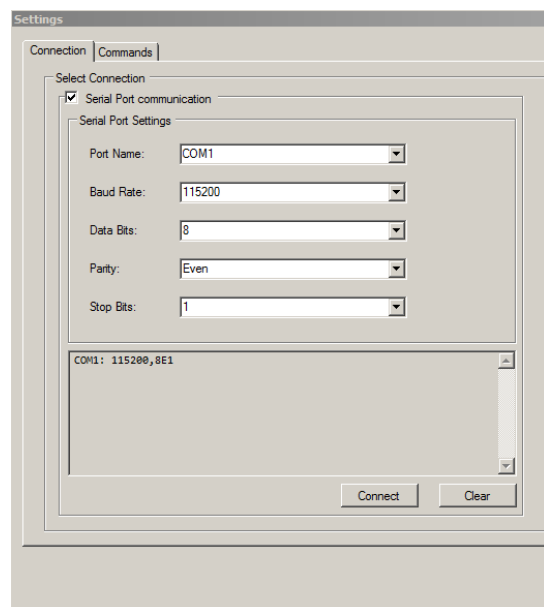 Settings
Connection Commands
Select Connection
Serial Port communication
Serial Port Settings
Port Name: COM1
Baud Rate: 115200
Data Bits: 8
Parity: Even
Stop Bits: 1
COM1: 115200,8E1
Connect Clear